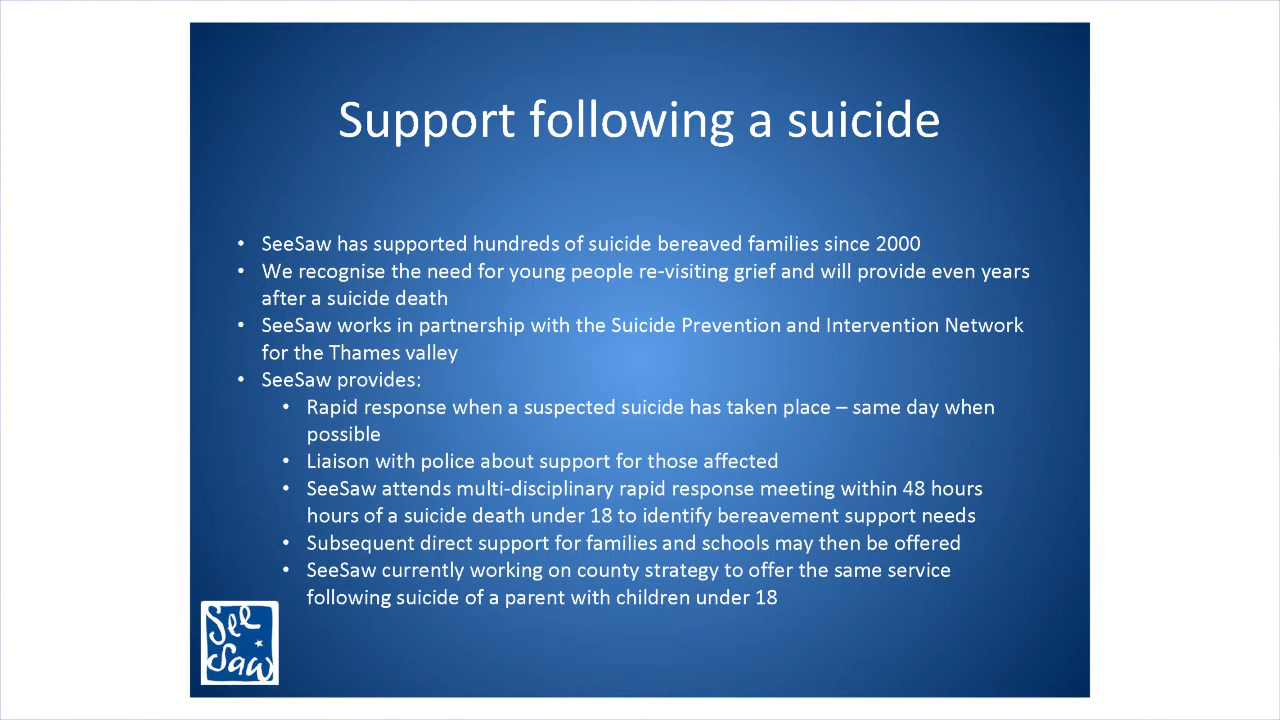 Support following a suicide
• SeeSaw has supported hundreds of suicide bereaved families since 2000
• We recognise the need for young people re-visiting grief and will provide even years
after a suicide death
• SeeSaw works in partnership with the Suicide Prevention and Intervention Network
for the Thames valley
• SeeSaw provides:
• Rapid response when a suspected suicide has taken place – same day when
possible
• Liaison with police about support for those affected
• SeeSaw attends multi-disciplinary rapid response meeting within 48 hours
hours of a suicide death under 18 to identify bereavement support needs
• Subsequent direct support for families and schools may then be offered
• SeeSaw currently working on county strategy to offer the same service
following suicide of a parent with children under 18
See
Saw